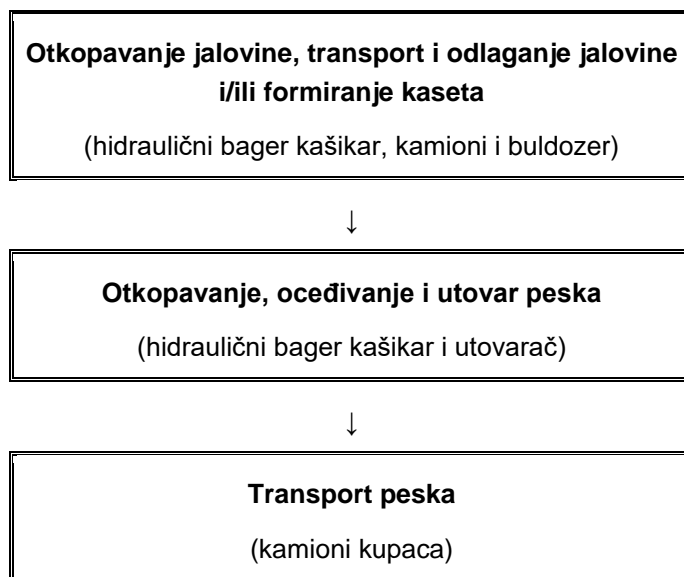 Otkopavanje jalovine, transport i odlaganje jalovine
i/ili formiranje kaseta
(hidraulični bager kašikar, kamioni i buldozer)
↓
Otkopavanje, oceđivanje i utovar peska
(hidraulični bager kašikar i utovarač)
↓
Transport peska
(kamioni kupaca)